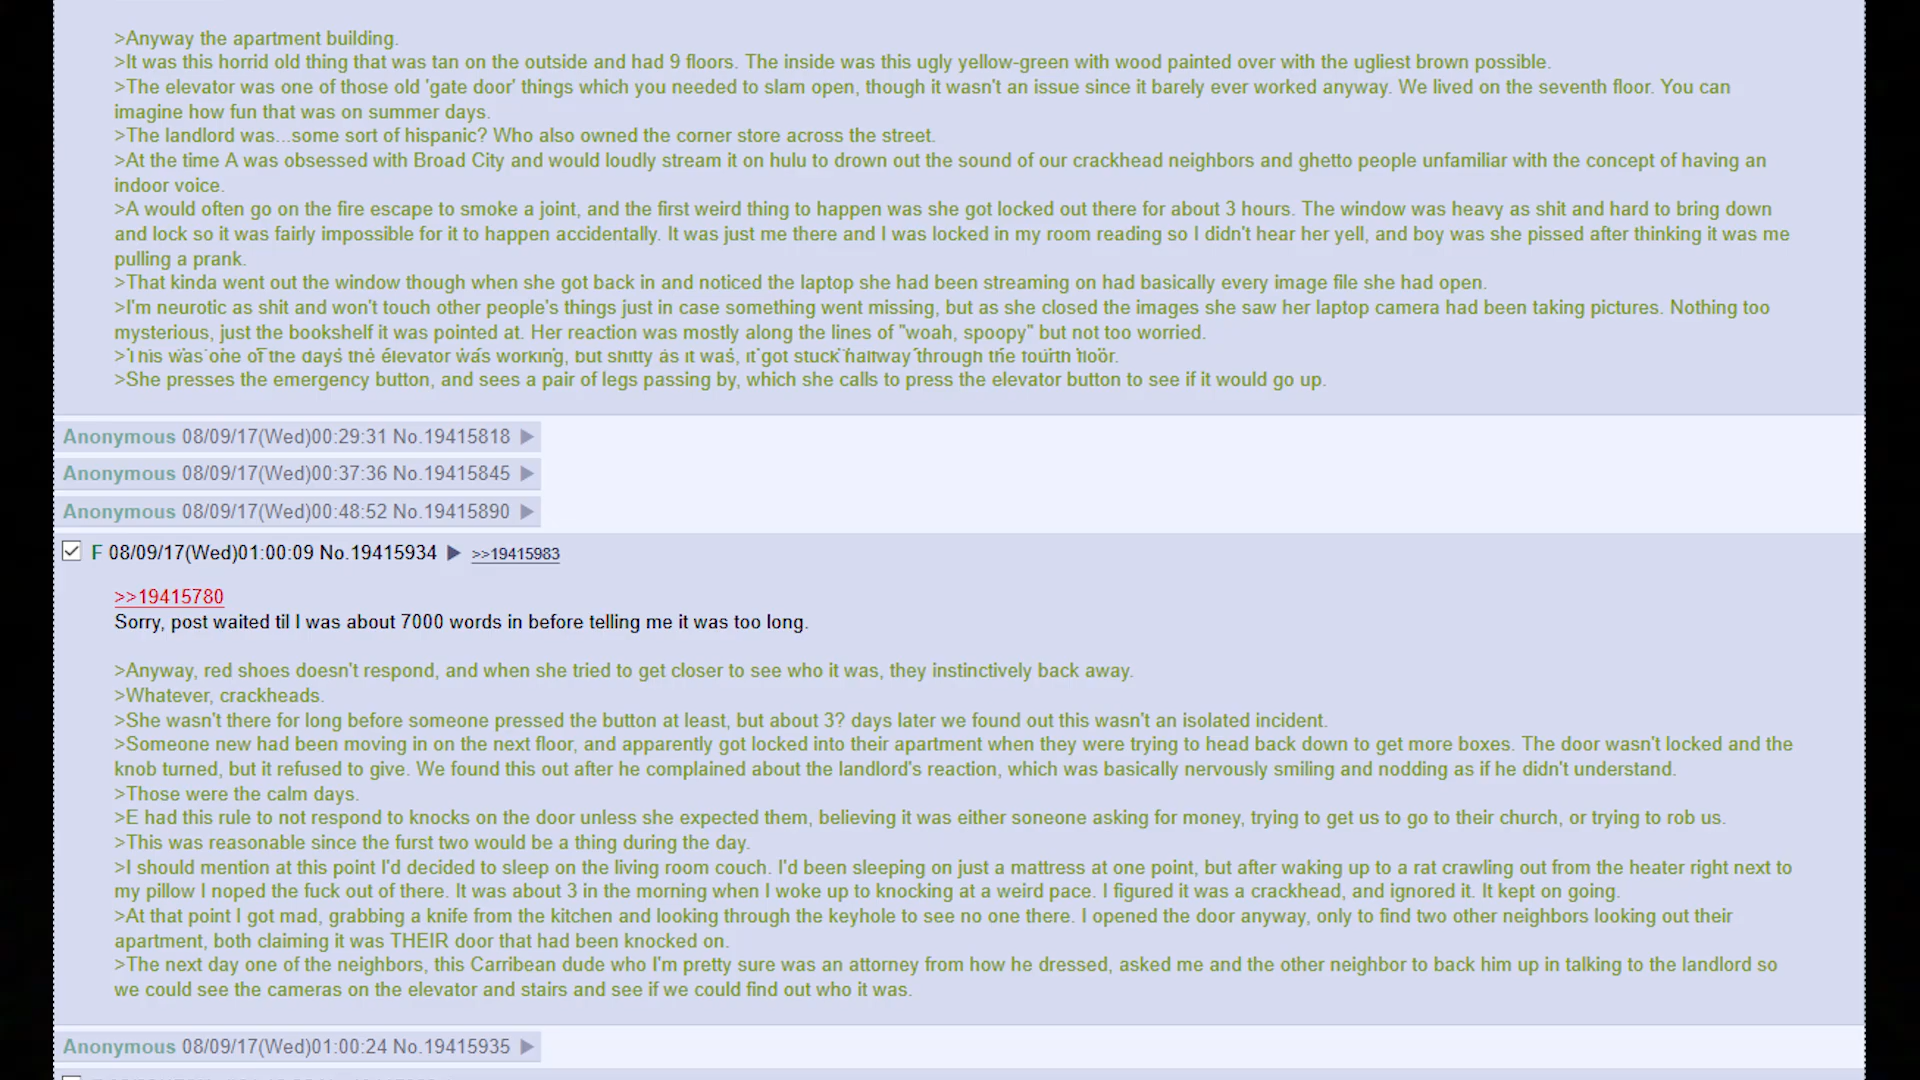 >Anyway the apartment building.
>It was this horrid old thing that was tan on the outside and had 9 floors. The inside was this ugly yellow-green with wood painted over with the ugliest brown possible.
>The elevator was one of those old 'gate door' things which you needed to slam open, though it wasn't an issue since it barely ever worked anyway. We lived on the seventh floor. You can
imagine how fun that was on summer days.
>The landlord was...some sort of hispanic? Who also owned the corner store across the street.
>At the time A was obsessed with Broad City and would loudly stream it on hulu to drown out the sound of our crackhead neighbors and ghetto people unfamiliar with the concept of having an
indoor voice.
>A would often go on the fire escape to smoke a joint, and the first weird thing to happen was she got locked out there for about 3 hours. The window was heavy as shit and hard to bring down
and lock so it was fairly impossible for it to happen accidentally. It was just me there and I was locked in my room reading so I didn't hear her yell, and boy was she pissed after thinking it was me
pulling a prank.
>That kinda went out the window though when she got back in and noticed the laptop she had been streaming on had basically every image file she had open.
>I'm neurotic as shit and won't touch other people's things just in case something went missing, but as she closed the images she saw her laptop camera had been taking pictures. Nothing too
mysterious, just the bookshelf it was pointed at. Her reaction was mostly along the lines of "woah, spoopy" but not too worried.
>This was one of the days the elevator was working, but shitty as it was, it got stuck halfway through the fourth floor.
>She presses the emergency button, and sees a pair of legs passing by, which she calls to press the elevator button to see if it would go up.
Anonymous 08/09/17(Wed)00:29:31 No.19415818 ▶
Anonymous 08/09/17(Wed)00:37:36 No.19415845 ▶
Anonymous 08/09/17(Wed)00:48:52 No.19415890 ▶
F 08/09/17(Wed)01:00:09 No.19415934 ▶ >>19415983
>>19415780
Sorry, post waited til I was about 7000 words in before telling me it was too long.
>Anyway, red shoes doesn't respond, and when she tried to get closer to see who it was, they instinctively back away.
>Whatever, crackheads.
>She wasn't there for long before someone pressed the button at least, but about 3? days later we found out this wasn't an isolated incident.
>Someone new had been moving in on the next floor, and apparently got locked into their apartment when they were trying to head back down to get more boxes. The door wasn't locked and the
knob turned, but it refused to give. We found this out after he complained about the landlord's reaction, which was basically nervously smiling and nodding as if he didn't understand.
>Those were the calm days.
>E had this rule to not respond to knocks on the door unless she expected them, believing it was either soneone asking for money, trying to get us to go to their church, or trying to rob us.
>This was reasonable since the furst two would be a thing during the day.
>I should mention at this point I'd decided to sleep on the living room couch. I'd been sleeping on just a mattress at one point, but after waking up to a rat crawling out from the heater right next to
my pillow I noped the fuck out of there. It was about 3 in the morning when I woke up to knocking at a weird pace. I figured it was a crackhead, and ignored it. It kept on going.
>At that point I got mad, grabbing a knife from the kitchen and looking through the keyhole to see no one there. I opened the door anyway, only to find two other neighbors looking out their
apartment, both claiming it was THEIR door that had been knocked on.
>The next day one of the neighbors, this Carribean dude who I'm pretty sure was an attorney from how he dressed, asked me and the other neighbor to back him up in talking to the landlord so
we could see the cameras on the elevator and stairs and see if we could find out who it was.
Anonymous 08/09/17(Wed)01:00:24 No.19415935 ▶